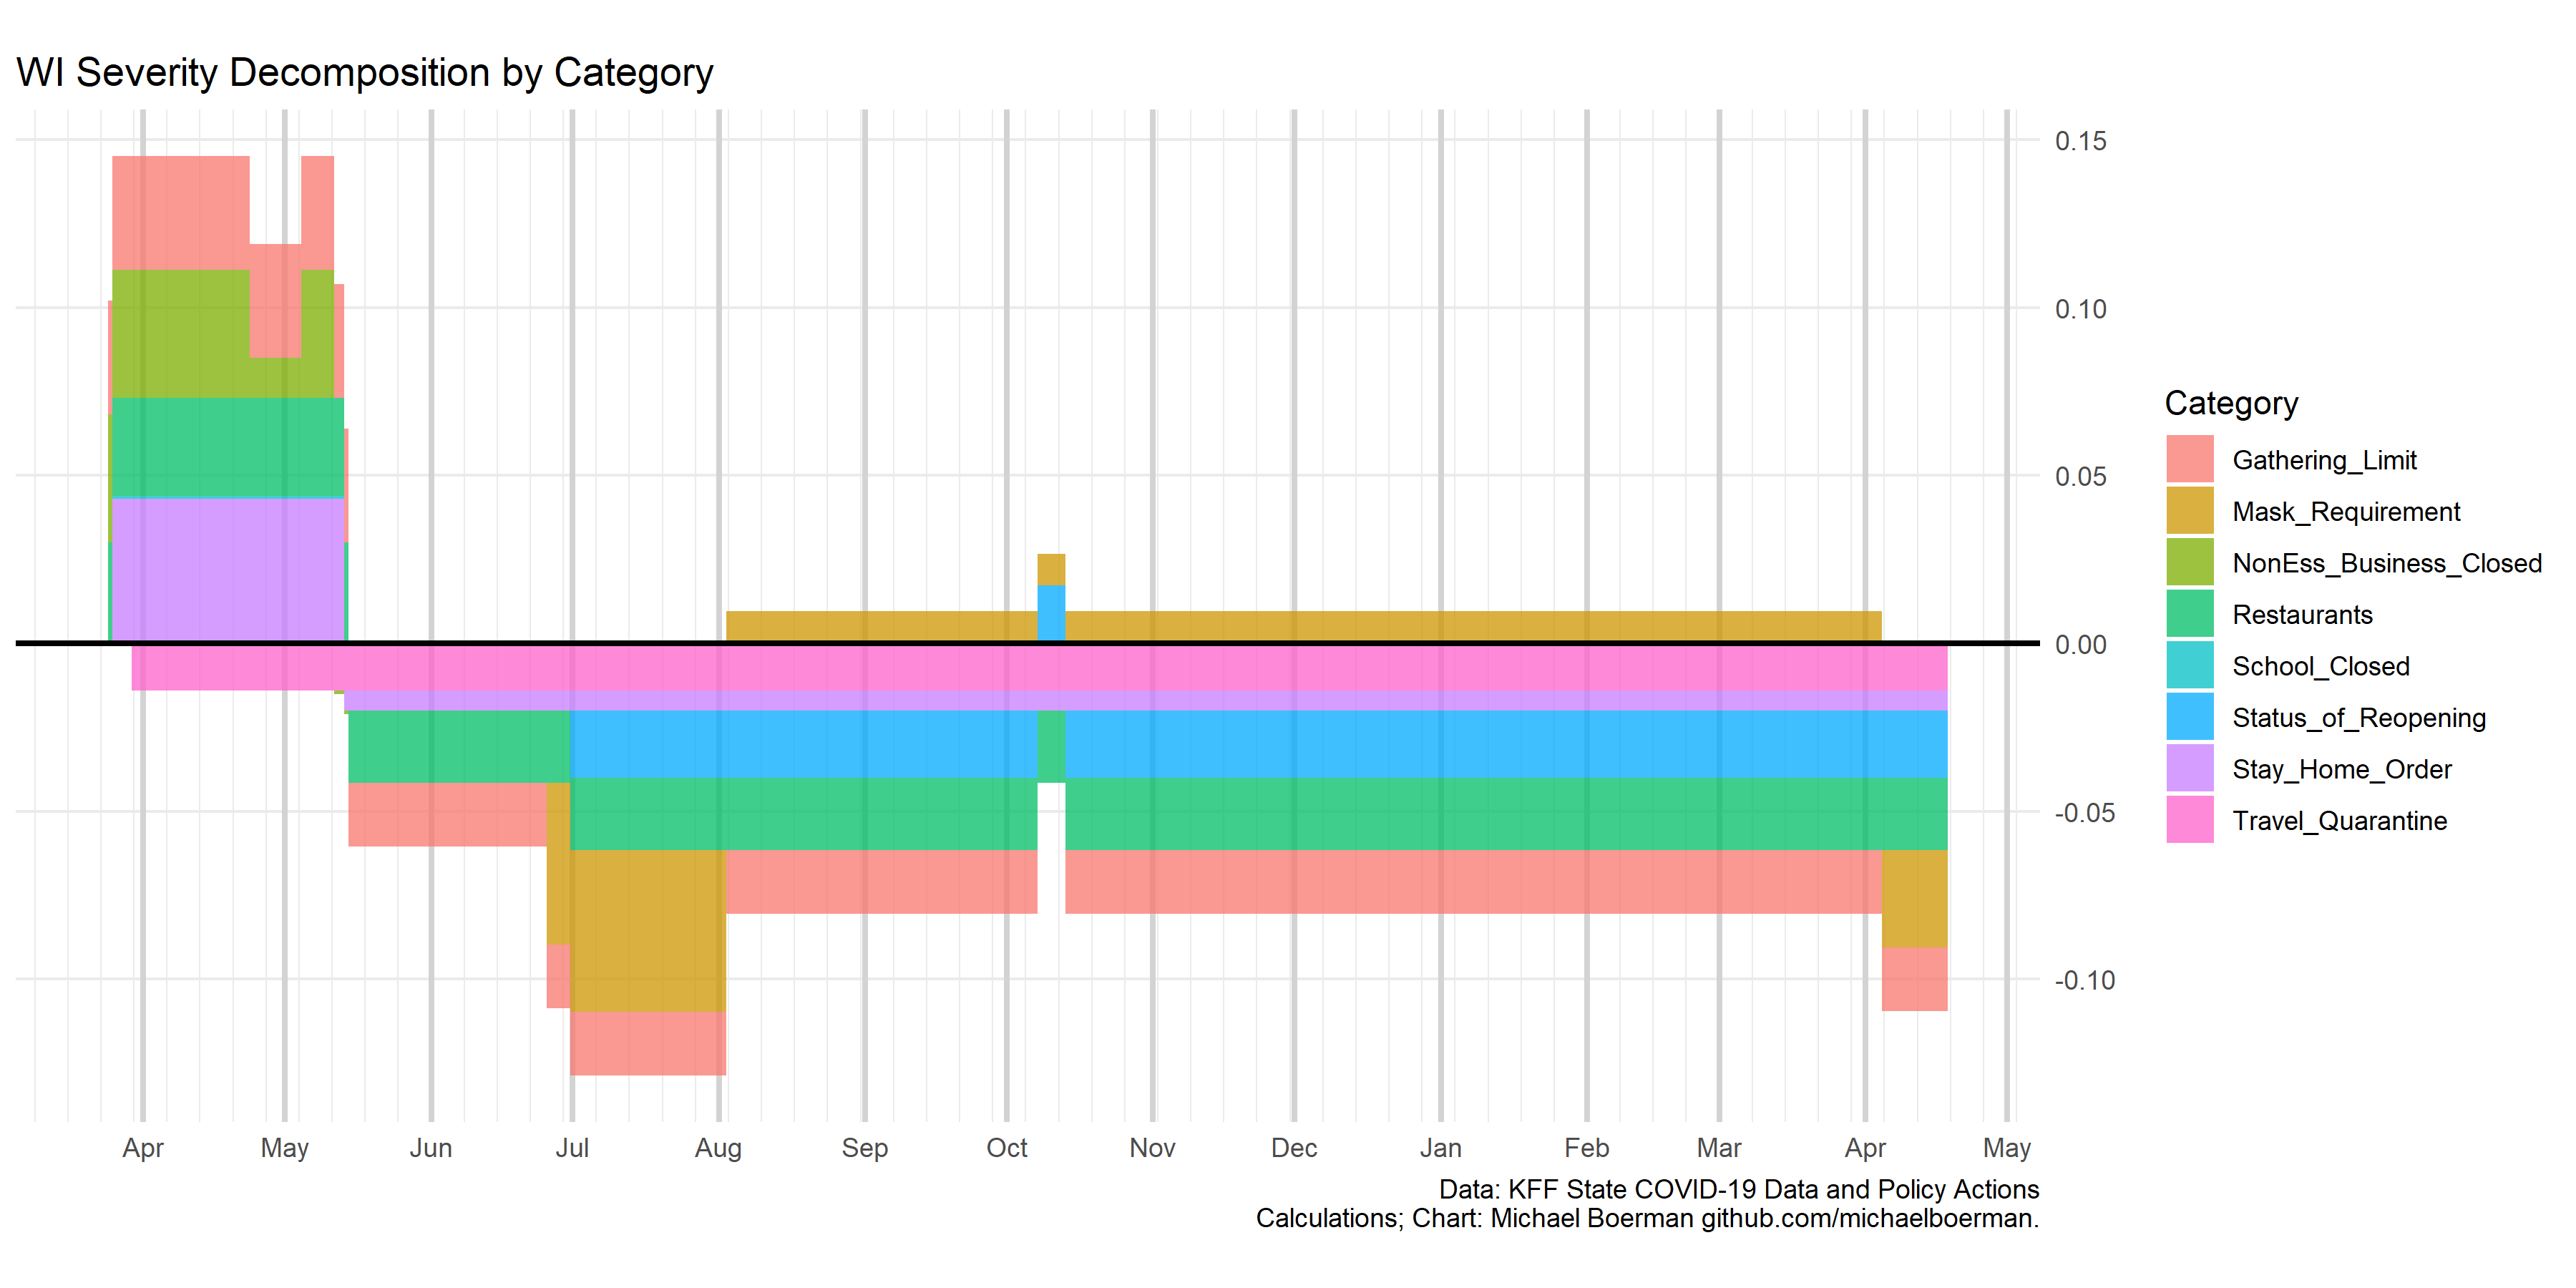 WI Severity Decomposition by Category
0.15
0.10
0.05
0.00
-0.05
-0.10
Apr May Jun Jul Aug Sep Oct Nov Dec Jan Feb Mar Apr May
Data: KFF State COVID-19 Data and Policy Actions
Calculations; Chart: Michael Boerman github.com/michaelboerman.
Category
Gathering_Limit
Mask_Requirement
NonEss_Business_Closed
Restaurants
School_Closed
Status_of_Reopening
Stay_Home_Order
Travel_Quarantine